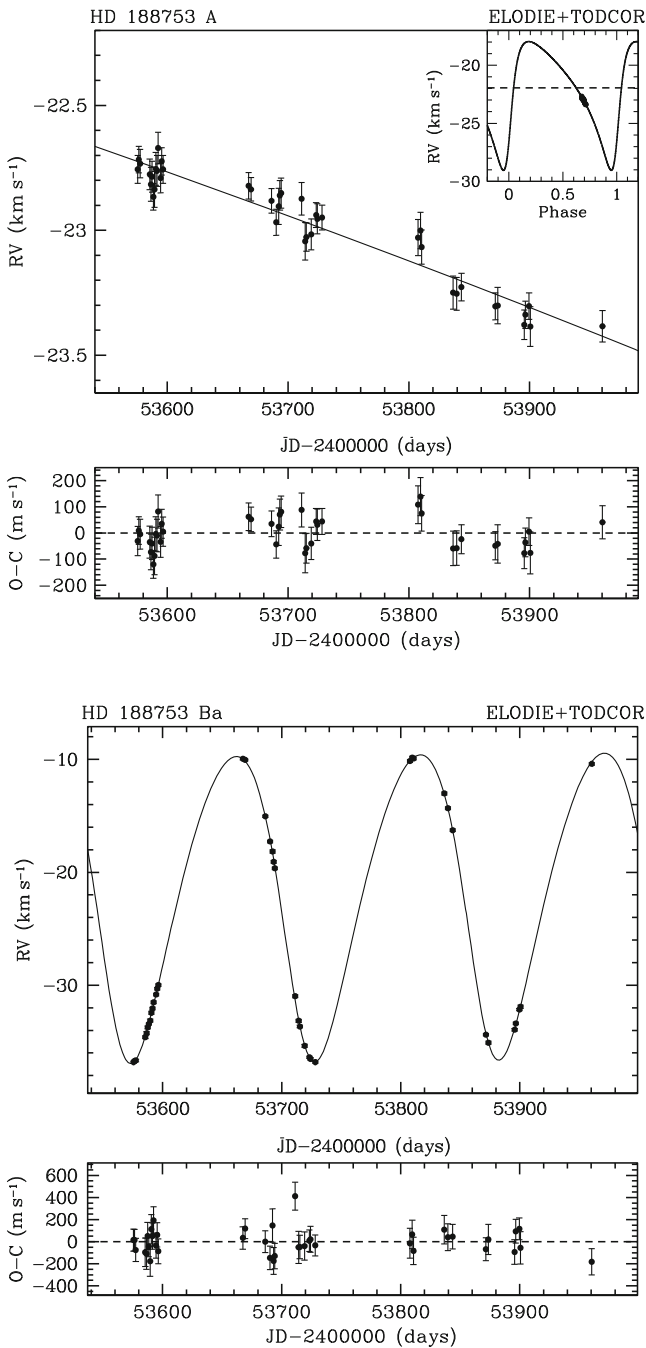 HD 188753 A ELODIE+TODCOR
−20
−25
−30
RV (km s⁻¹)
0 0.5 1
Phase
−22.5
−23
−23.5
RV (km s⁻¹)
53600 53700 53800 53900
JD−2400000 (days)
200
100
0
−100
−200
O−C (m s⁻¹)
53600 53700 53800 53900
JD−2400000 (days)
HD 188753 Ba ELODIE+TODCOR
−10
−20
−30
RV (km s⁻¹)
53600 53700 53800 53900
JD−2400000 (days)
600
400
200
0
−200
−400
O−C (m s⁻¹)
53600 53700 53800 53900
JD−2400000 (days)